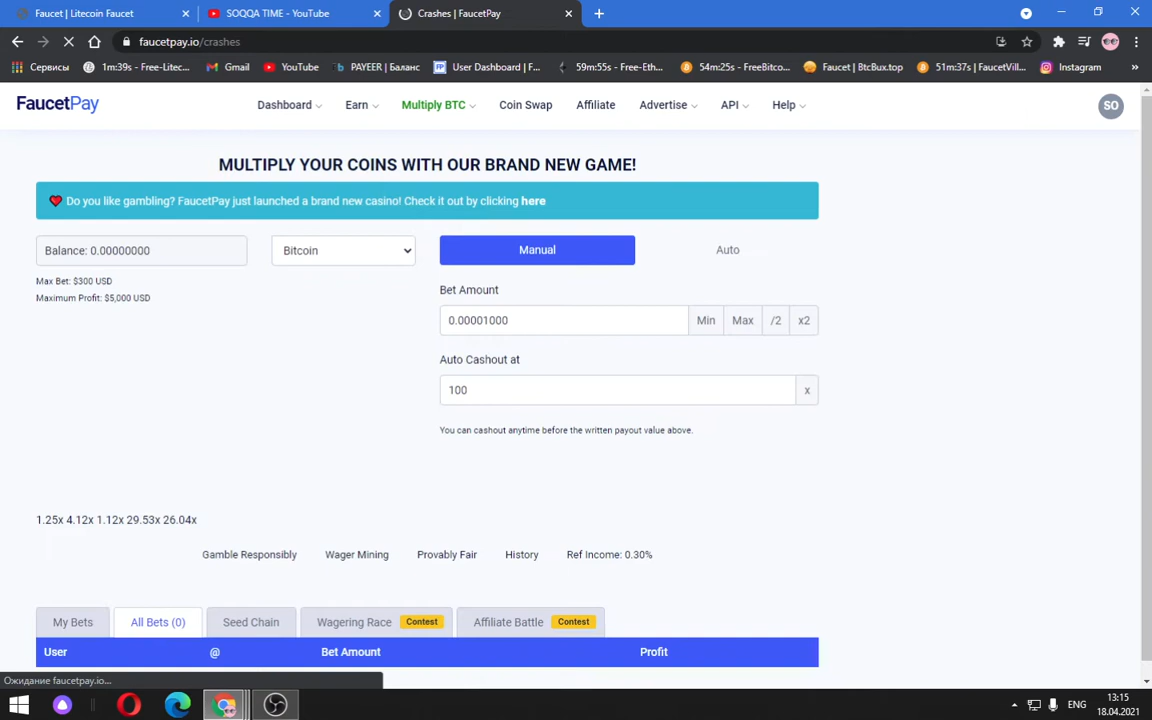 Faucet | Litecoin Faucet
SOQQA TIME - YouTube
Crashes | FaucetPay
faucetpay.io/crashes
Сервисы
1m:39s - Free-Litec...
Gmail
YouTube
PAYEER | Баланс
User Dashboard | F...
59m:55s - Free-Eth...
54m:25s - FreeBitco...
Faucet | BtcBux.top
51m:37s | FaucetVill...
Instagram
»
FaucetPay
Dashboard
Earn
Multiply BTC
Coin Swap
Affiliate
Advertise
API
Help
SO
MULTIPLY YOUR COINS WITH OUR BRAND NEW GAME!
Do you like gambling? FaucetPay just launched a brand new casino! Check it out by clicking here
Balance: 0.00000000
Bitcoin
Manual
Auto
Max Bet: $300 USD
Maximum Profit: $5,000 USD
Bet Amount
0.00001000
Min
Max
/2
x2
Auto Cashout at
100
x
You can cashout anytime before the written payout value above.
1.25x 4.12x 1.12x 29.53x 26.04x
Gamble Responsibly
Wager Mining
Provably Fair
History
Ref Income: 0.30%
My Bets
All Bets (0)
Seed Chain
Wagering Race Contest
Affiliate Battle Contest
User
@
Bet Amount
Profit
Ожидание faucetpay.io...
ENG
13:15
18.04.2021